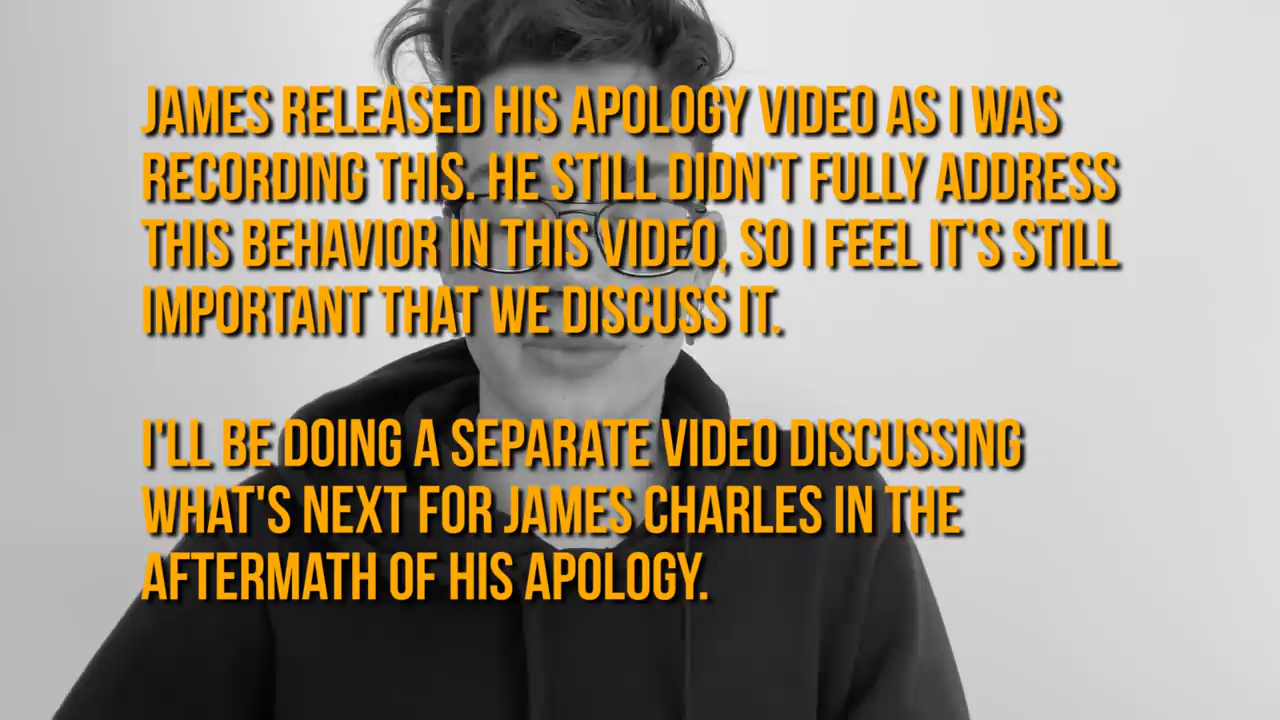 JAMES RELEASED HIS APOLOGY VIDEO AS I WAS
RECORDING THIS. HE STILL DIDN'T FULLY ADDRESS
THIS BEHAVIOR IN THIS VIDEO, SO I FEEL IT'S STILL
IMPORTANT THAT WE DISCUSS IT.
I'LL BE DOING A SEPARATE VIDEO DISCUSSING
WHAT'S NEXT FOR JAMES CHARLES IN THE
AFTERMATH OF HIS APOLOGY.